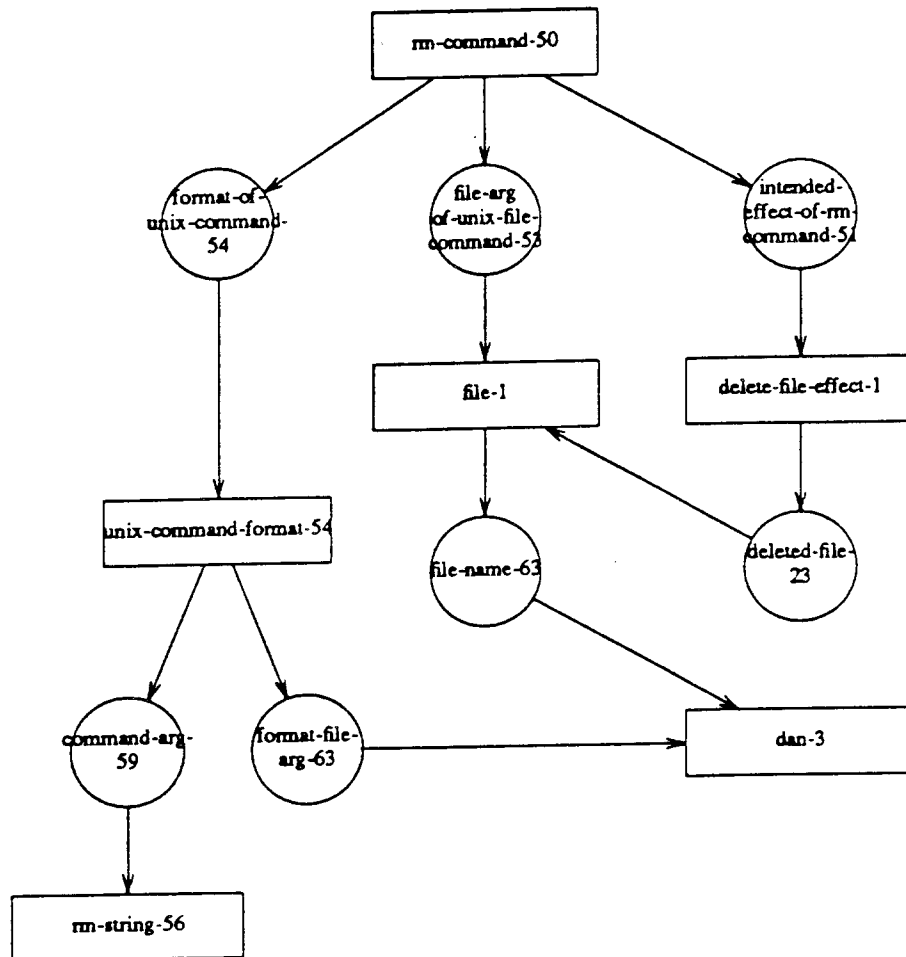 rm-command-50
format-of-
unix-command-
54
file-arg
of-unix-file-
command-53
intended-
effect-of-rm-
command-51
file-1
delete-file-effect-1
unix-command-format-54
file-name-63
deleted-file-
23
command-arg-
59
format-file-
arg-63
dan-3
rm-string-56